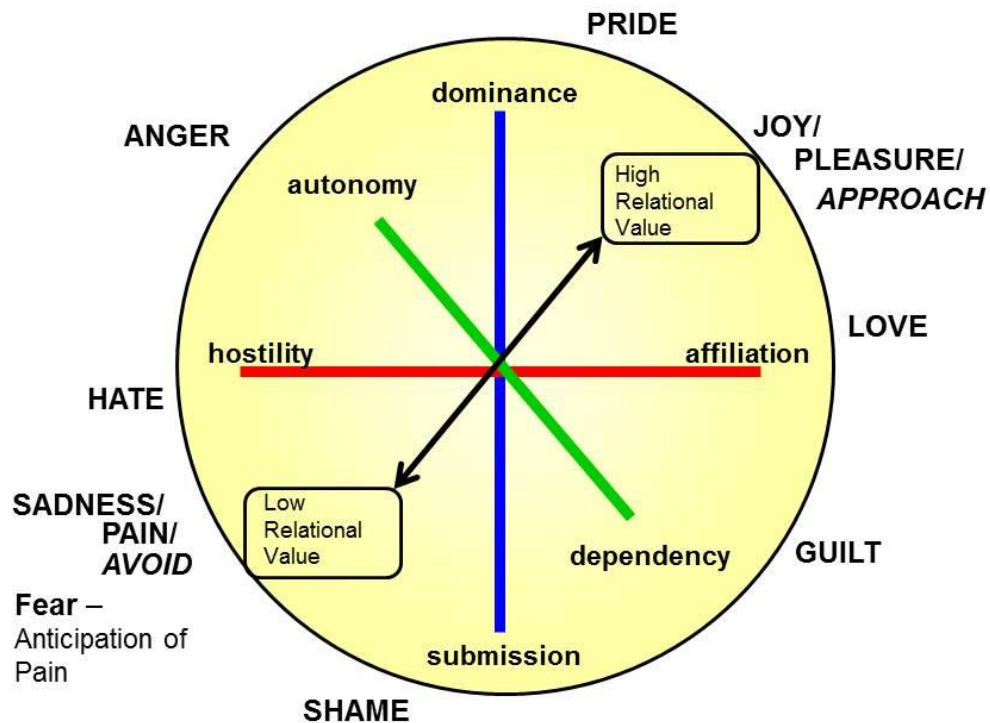 PRIDE
dominance
ANGER
JOY/
PLEASURE/
APPROACH
autonomy
High
Relational
Value
LOVE
hostility
affiliation
HATE
Low
Relational
Value
SADNESS/
PAIN/
AVOID
GUILT
dependency
Fear –
Anticipation of
Pain
submission
SHAME